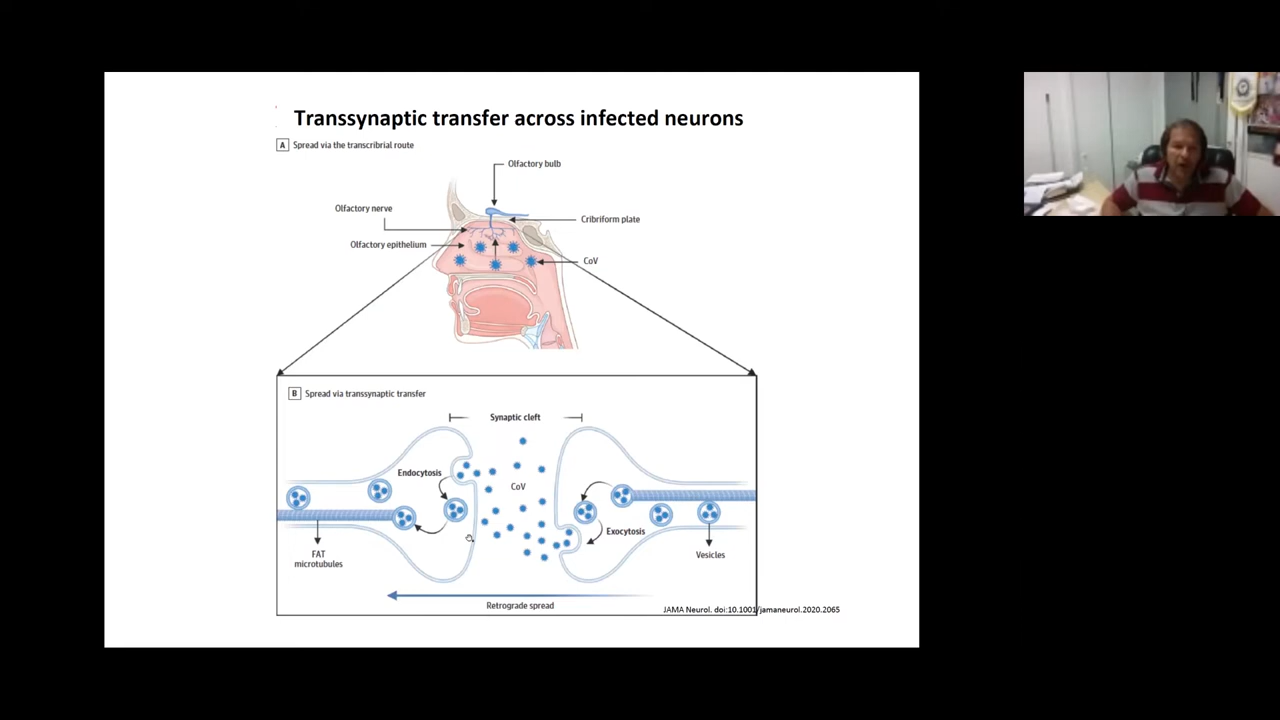 Transsynaptic transfer across infected neurons
A Spread via the transcribrial route
Olfactory bulb
Olfactory nerve
Cribriform plate
Olfactory epithelium
CoV
B Spread via transsynaptic transfer
Synaptic cleft
Endocytosis
CoV
Exocytosis
FAT
microtubules
Vesicles
Retrograde spread
JAMA Neurol. doi:10.1001/jamaneurol.2020.2065